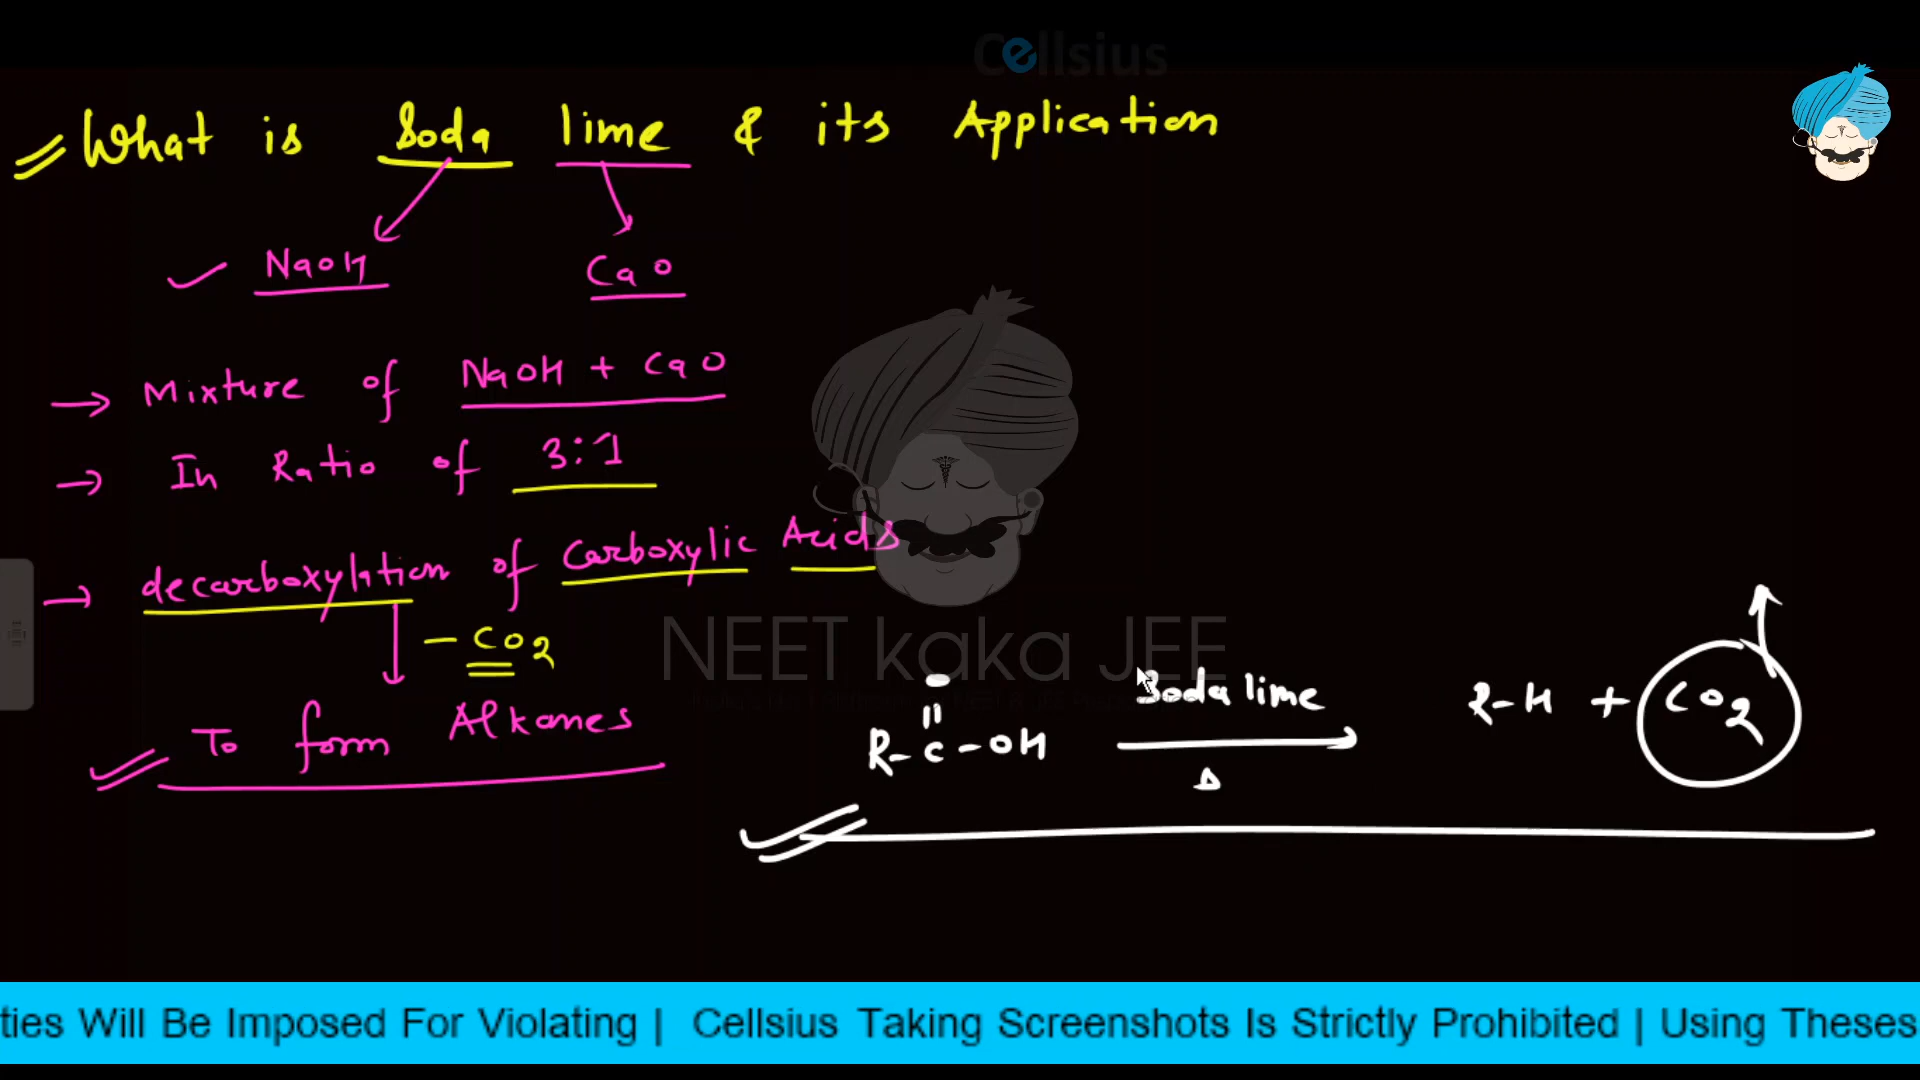 Cellsius
What is Soda lime & its Application
NaOH CaO
→ Mixture of NaOH + CaO
→ In Ratio of 3:1
→ decarboxylation of Carboxylic Acids
- CO2
To form Alkanes
NEET kaka JEE
O
Soda lime
R-C-OH → R-H + CO2 ↑
Δ
ties Will Be Imposed For Violating | Cellsius Taking Screenshots Is Strictly Prohibited | Using Theses